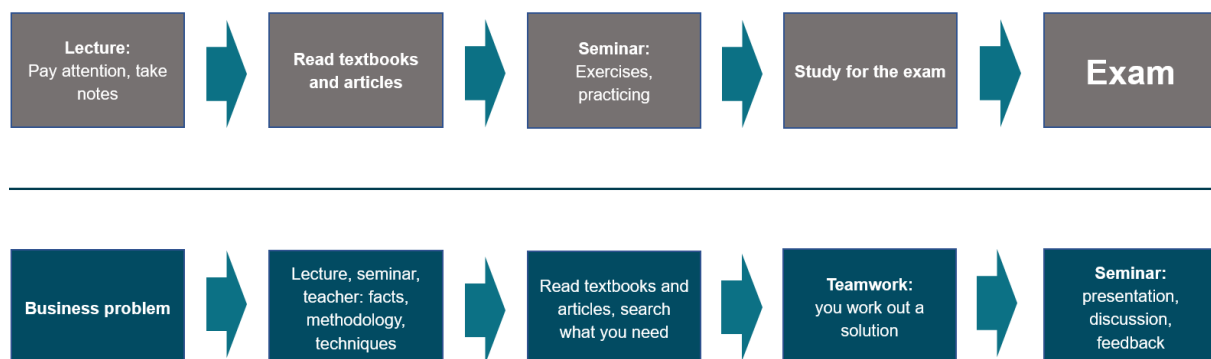 Lecture:
Pay attention, take
notes
Read textbooks
and articles
Seminar:
Exercises,
practicing
Study for the exam
Exam
Business problem
Lecture, seminar,
teacher: facts,
methodology,
techniques
Read textbooks and
articles, search
what you need
Teamwork:
you work out a
solution
Seminar:
presentation,
discussion,
feedback